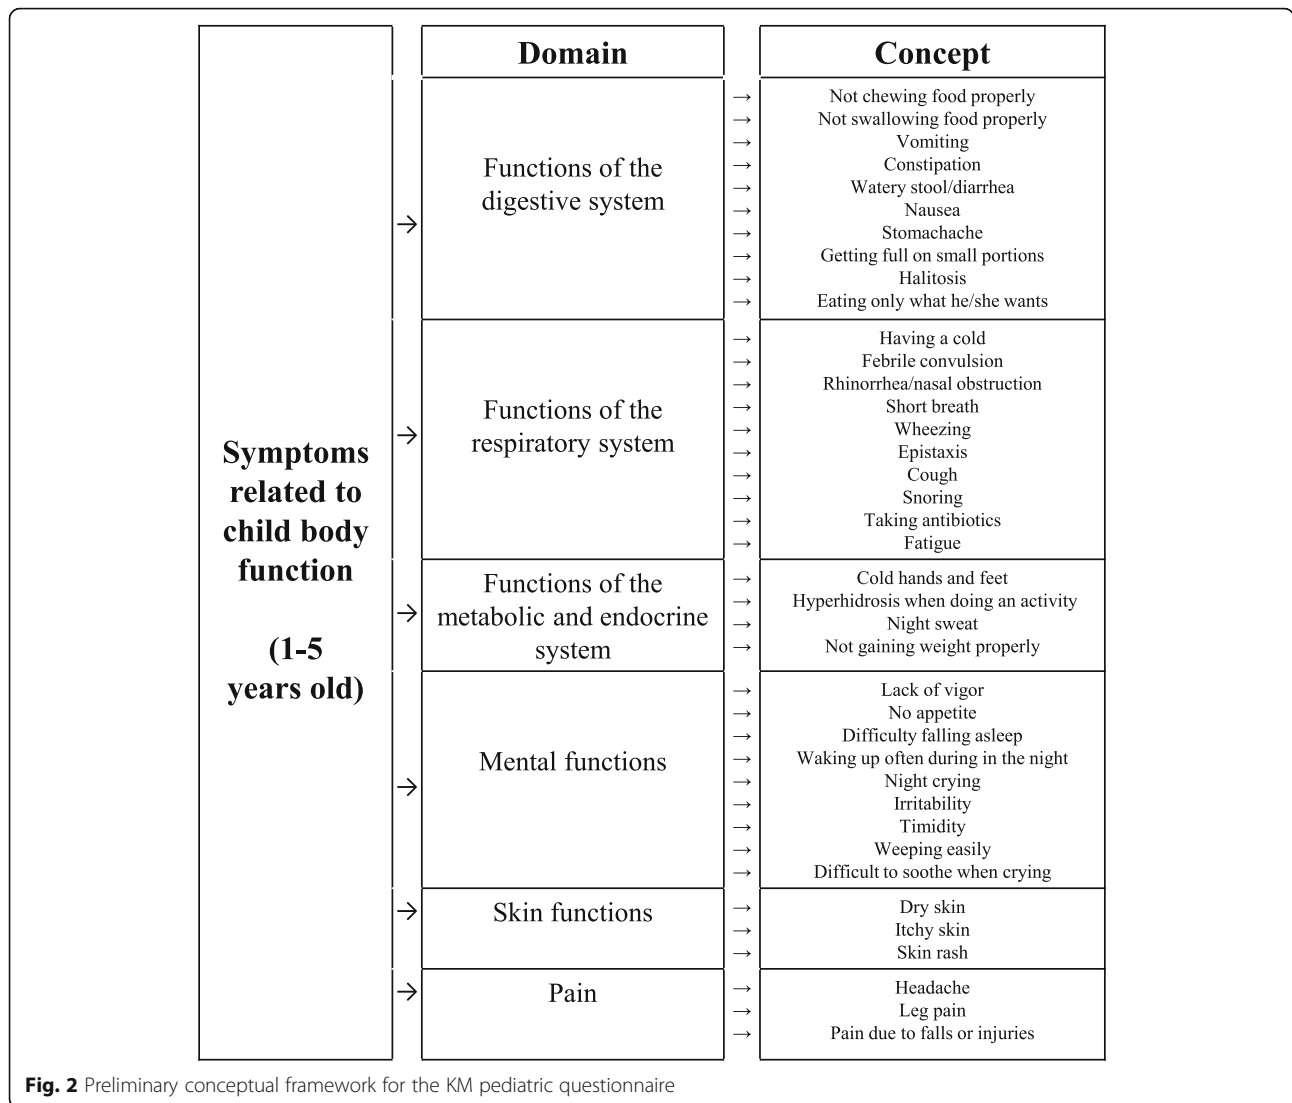 Domain
Concept
Symptoms
related to
child body
function
(1-5
years old)
→
Functions of the
digestive system
→ Not chewing food properly
→ Not swallowing food properly
→ Vomiting
→ Constipation
→ Watery stool/diarrhea
→ Nausea
→ Stomachache
→ Getting full on small portions
→ Halitosis
→ Eating only what he/she wants
→
Functions of the
respiratory system
→ Having a cold
→ Febrile convulsion
→ Rhinorrhea/nasal obstruction
→ Short breath
→ Wheezing
→ Epistaxis
→ Cough
→ Snoring
→ Taking antibiotics
→ Fatigue
→
Functions of the
metabolic and endocrine
system
→ Cold hands and feet
→ Hyperhidrosis when doing an activity
→ Night sweat
→ Not gaining weight properly
→
Mental functions
→ Lack of vigor
→ No appetite
→ Difficulty falling asleep
→ Waking up often during in the night
→ Night crying
→ Irritability
→ Timidity
→ Weeping easily
→ Difficult to soothe when crying
→
Skin functions
→ Dry skin
→ Itchy skin
→ Skin rash
→
Pain
→ Headache
→ Leg pain
→ Pain due to falls or injuries
Fig. 2 Preliminary conceptual framework for the KM pediatric questionnaire